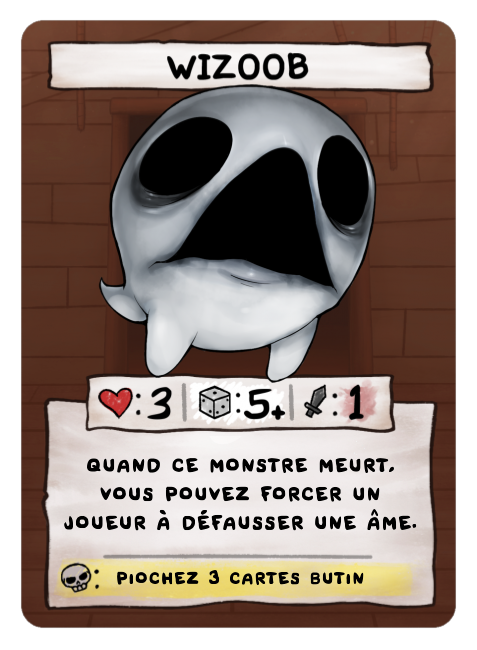 WIZOOB
:3 :5+ :1
QUAND CE MONSTRE MEURT,
VOUS POUVEZ FORCER UN
JOUEUR À DÉFAUSSER UNE ÂME.
: PIOCHEZ 3 CARTES BUTIN